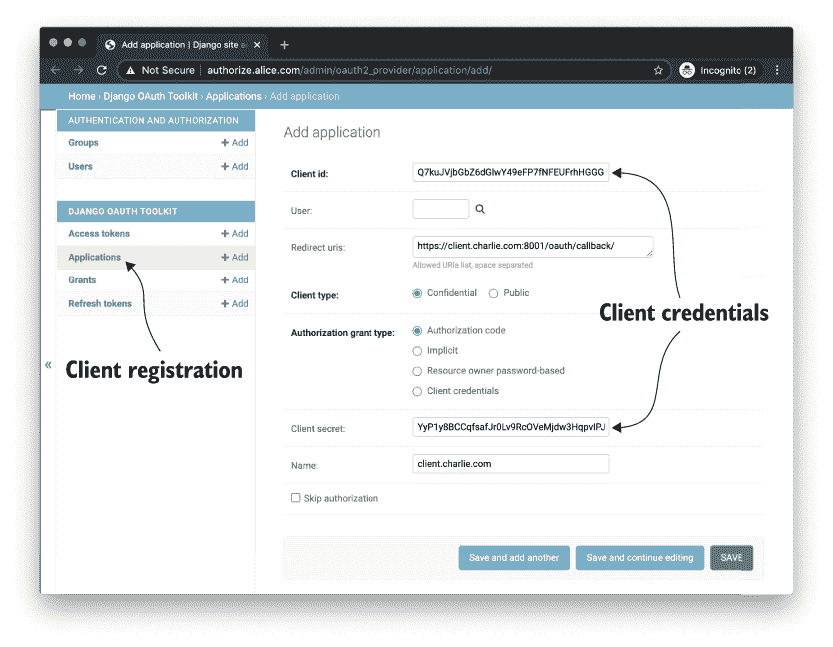 Add application | Django site a
Not Secure | authorize.alice.com/admin/oauth2_provider/application/add/
Incognito (2)
Home › Django OAuth Toolkit › Applications › Add application
AUTHENTICATION AND AUTHORIZATION
Groups + Add
Users + Add
DJANGO OAUTH TOOLKIT
Access tokens + Add
Applications + Add
Grants + Add
Refresh tokens + Add
«
Client registration
Add application
Client id:
User:
Redirect uris: https://client.charlie.com:8001/oauth/callback/
Allowed URIs list, space separated
Client type: Confidential Public
Authorization grant type: Authorization code
Implicit
Resource owner password-based
Client credentials
Client secret:
Name: client.charlie.com
Skip authorization
Client credentials
Save and add another Save and continue editing SAVE